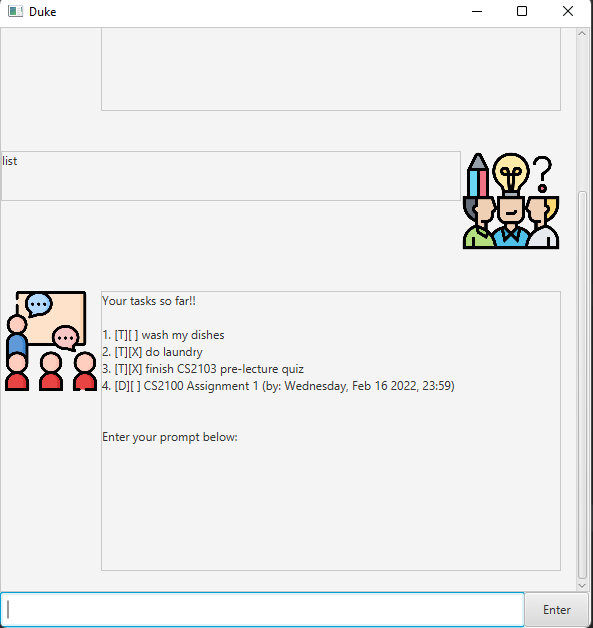 Duke
list
Your tasks so far!!
1. [T][ ] wash my dishes
2. [T][X] do laundry
3. [T][X] finish CS2103 pre-lecture quiz
4. [D][ ] CS2100 Assignment 1 (by: Wednesday, Feb 16 2022, 23:59)
Enter your prompt below:
Enter